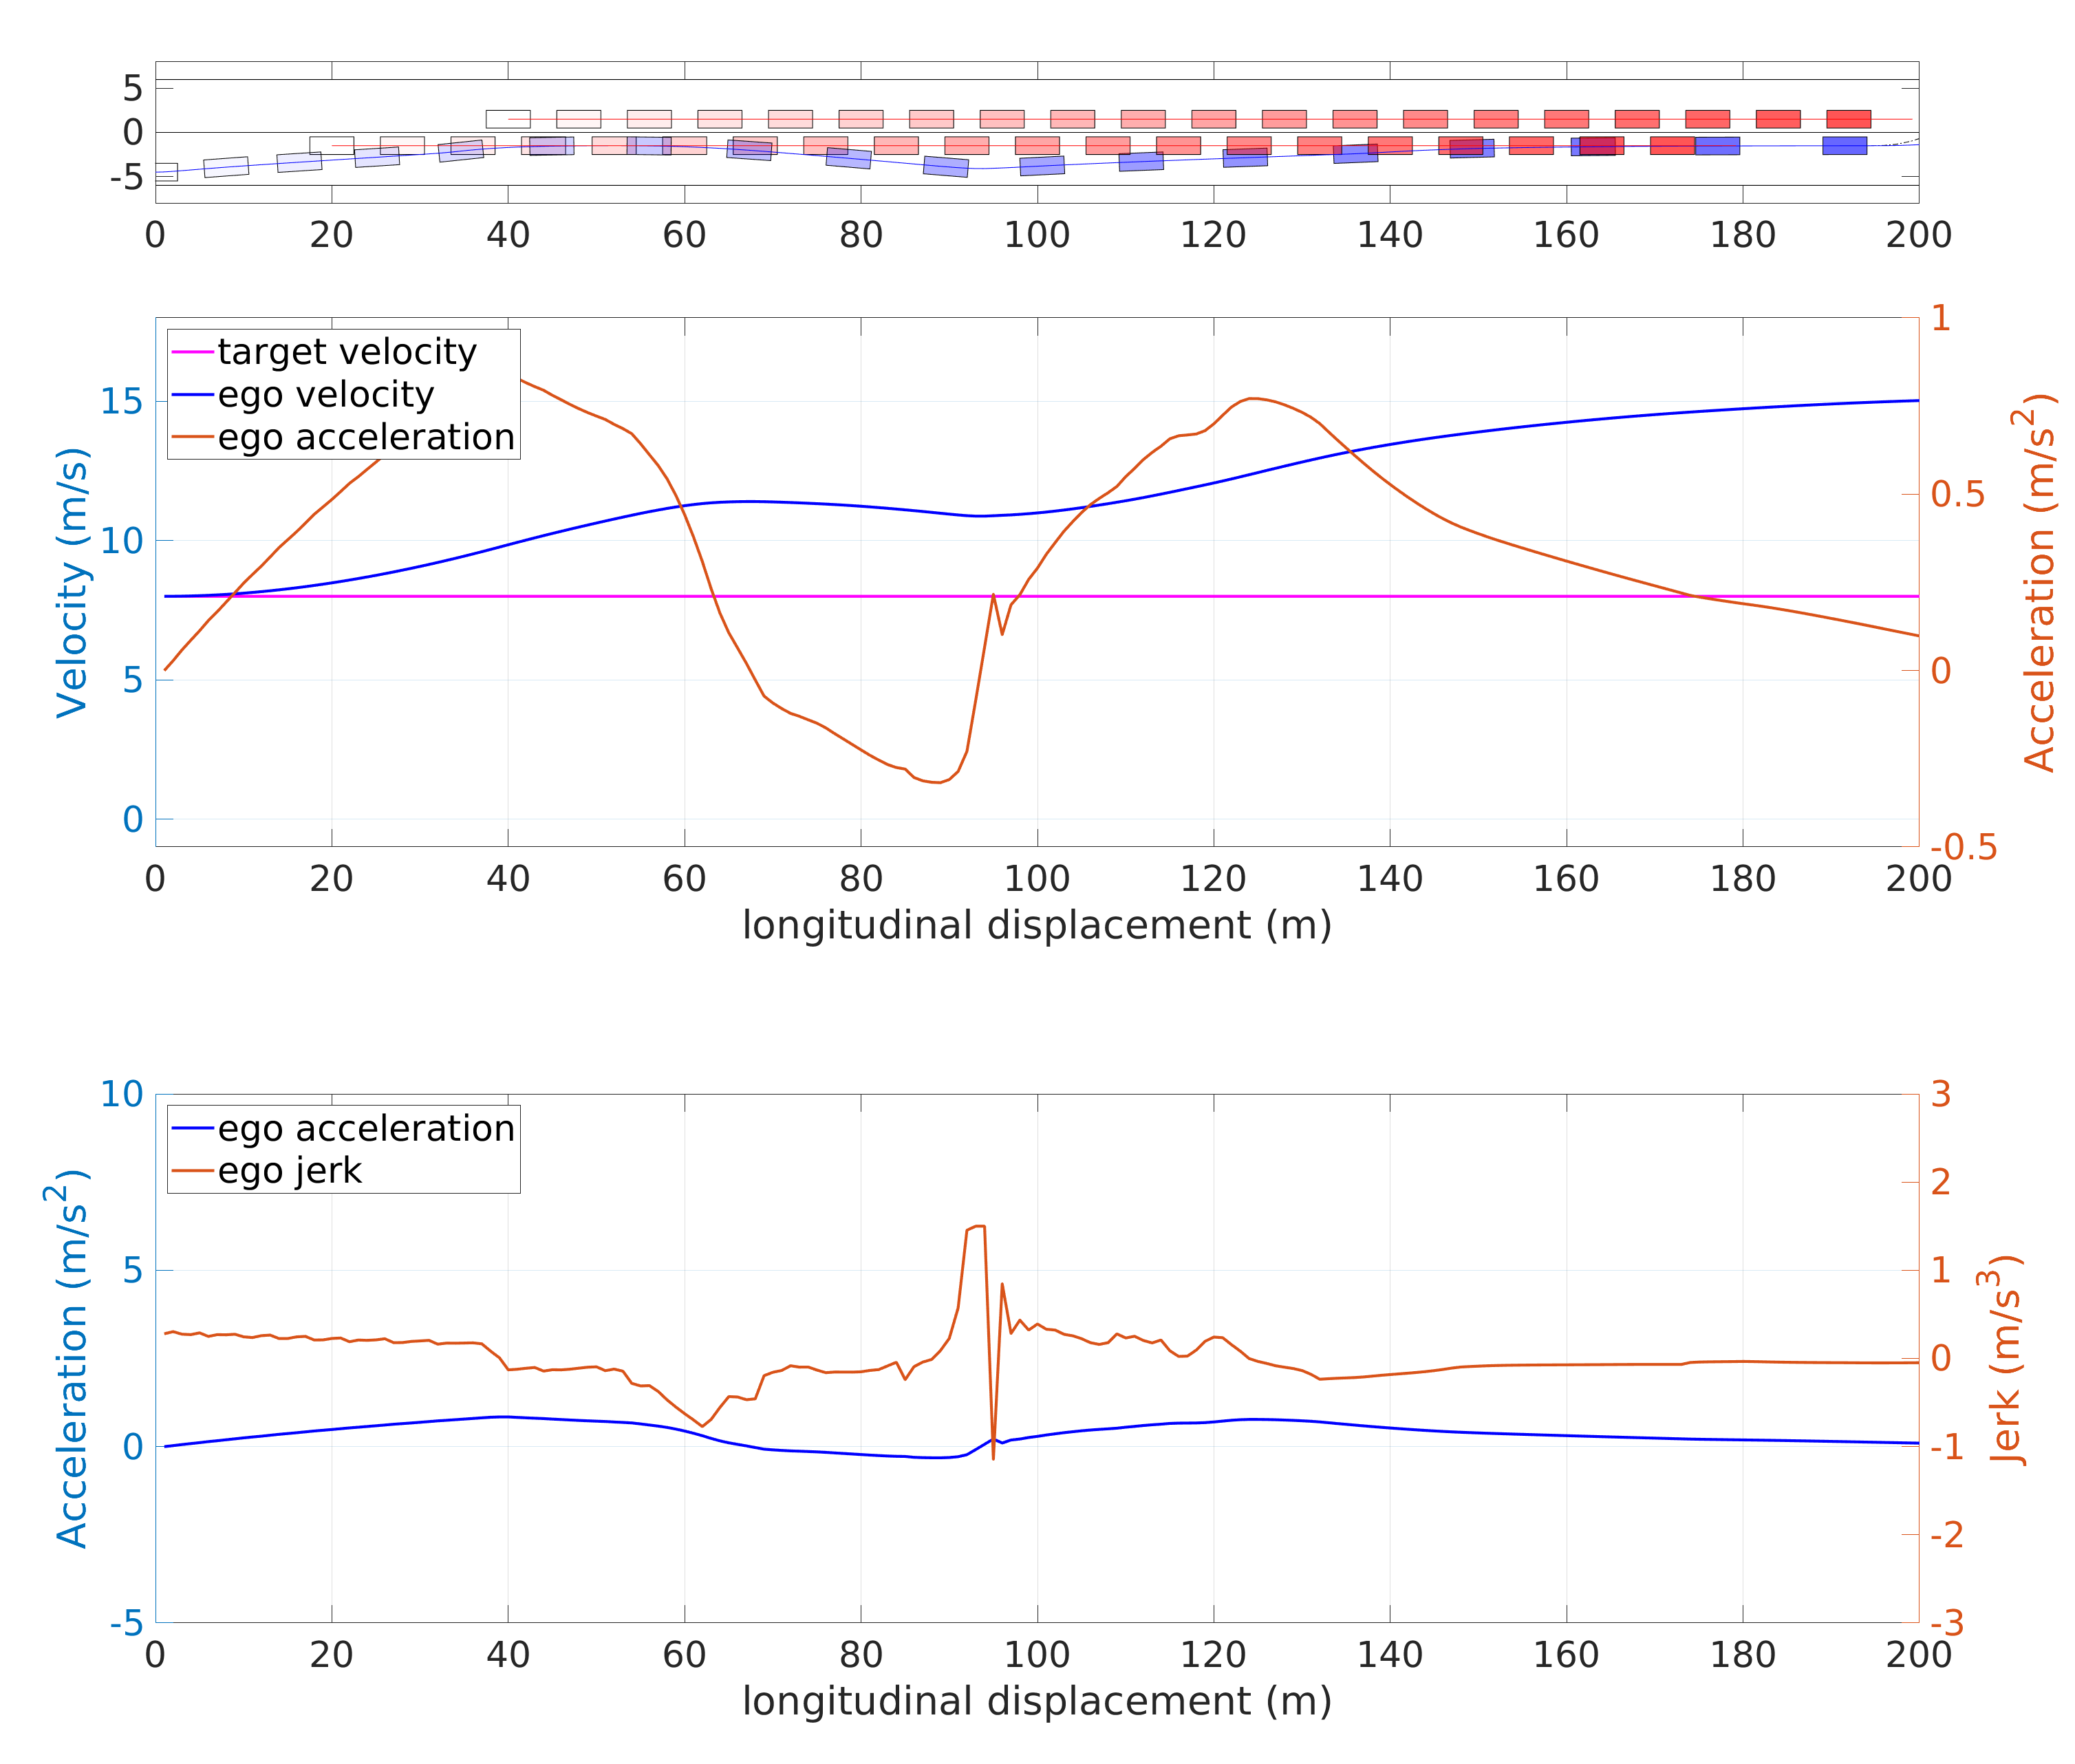 5
0
-5
0 20 40 60 80 100 120 140 160 180 200
target velocity
ego velocity
ego acceleration
Velocity (m/s)
15
10
5
0
1
0.5
0
-0.5
Acceleration (m/s²)
0 20 40 60 80 100 120 140 160 180 200
longitudinal displacement (m)
ego acceleration
ego jerk
Acceleration (m/s²)
10
5
0
-5
3
2
1
0
-1
-2
-3
Jerk (m/s³)
0 20 40 60 80 100 120 140 160 180 200
longitudinal displacement (m)